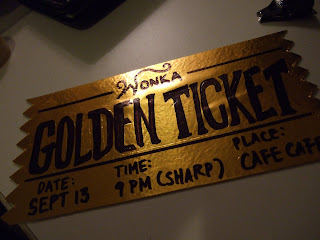 WONKA
GOLDEN TICKET
DATE: TIME: PLACE:
SEPT 13 9 PM (SHARP) CAFE CAFE